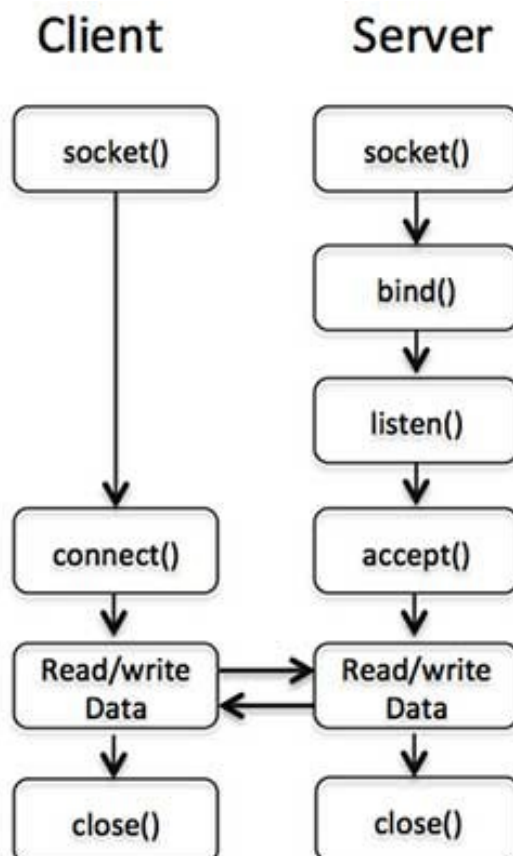 Client
Server
socket()
socket()
bind()
listen()
connect()
accept()
Read/write
Data
Read/write
Data
close()
close()